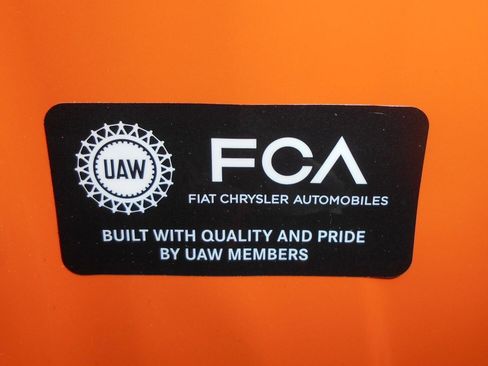 UAW
FCA
FIAT CHRYSLER AUTOMOBILES
BUILT WITH QUALITY AND PRIDE
BY UAW MEMBERS